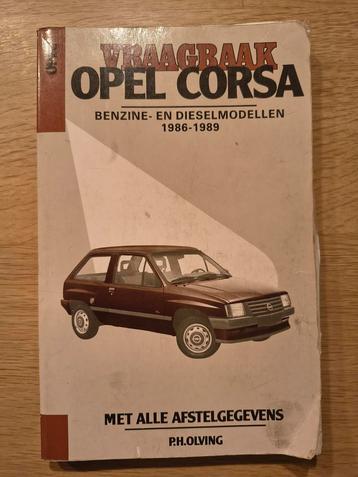 VRAAGBAAK
OPEL CORSA
BENZINE- EN DIESELMODELLEN
1986-1989
MET ALLE AFSTELGEGEVENS
P.H.OLVING